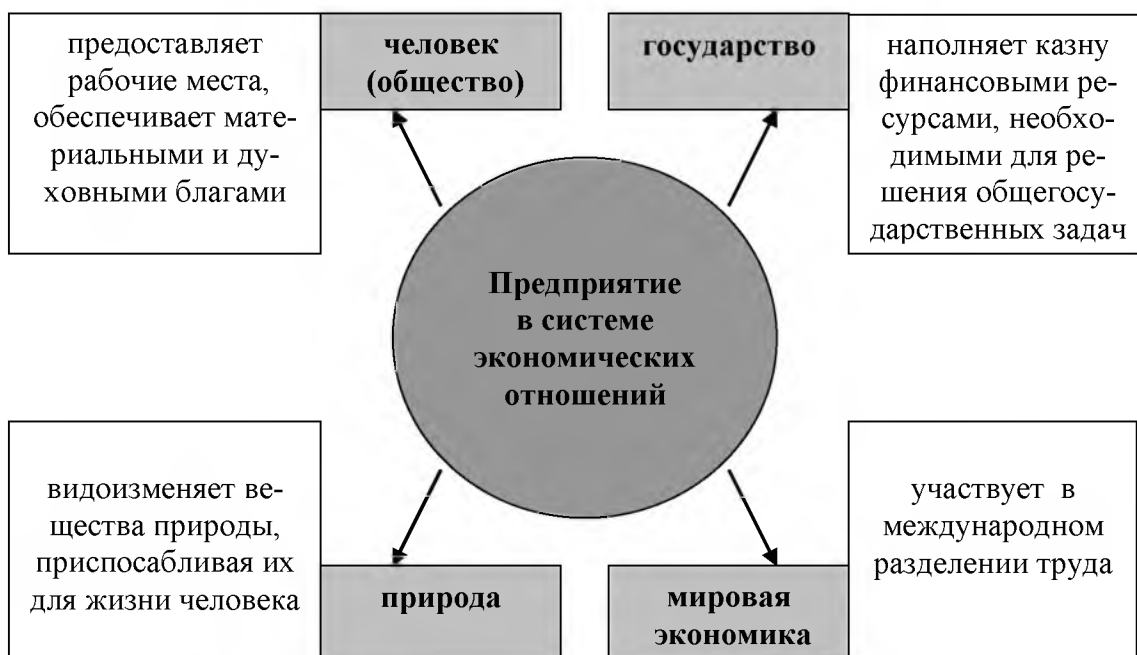 предоставляет
рабочие места,
обеспечивает мате-
риальными и ду-
ховными благами
человек
(общество)
государство
наполняет казну
финансовыми ре-
сурсами, необхо-
димыми для ре-
шения общегосу-
дарственных задач
Предприятие
в системе
экономических
отношений
видоизменяет ве-
щества природы,
приспосабливая их
для жизни человека
природа
мировая
экономика
участвует в
международном
разделении труда